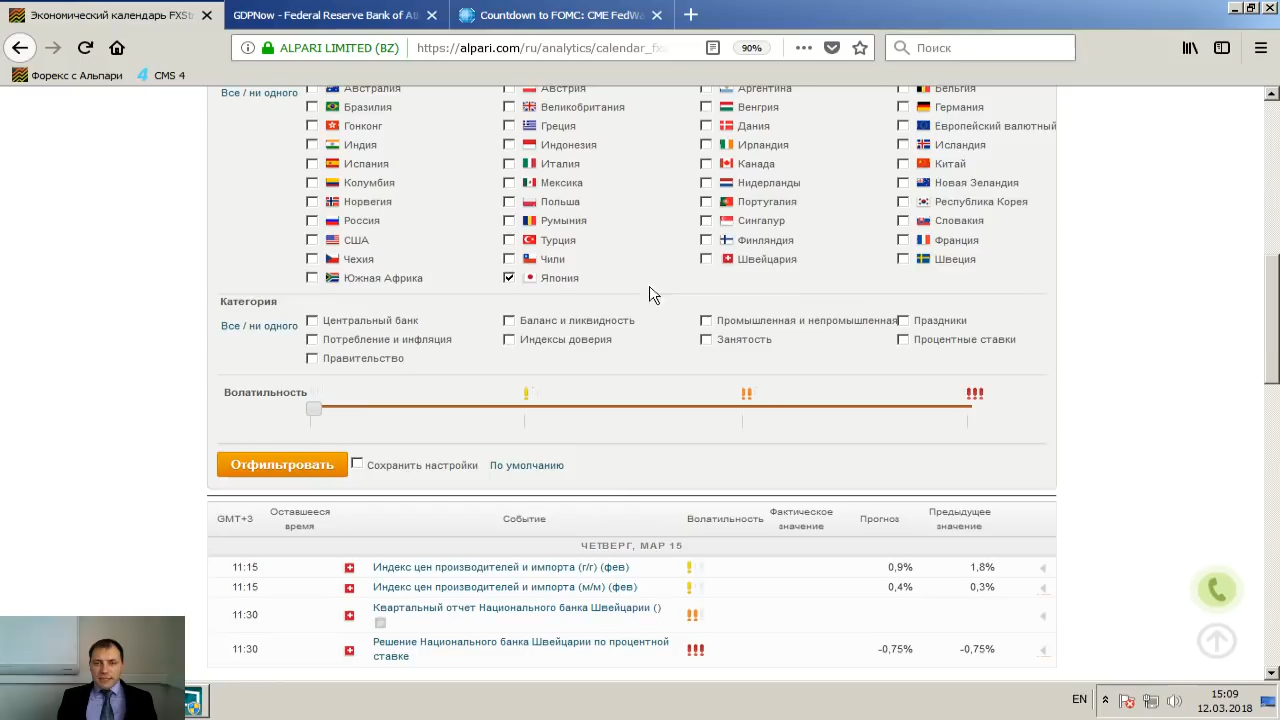 Экономический календарь FXStr
GDPNow - Federal Reserve Bank of Atl
Countdown to FOMC: CME FedWa
ALPARI LIMITED (BZ)
https://alpari.com/ru/analytics/calendar_fx
90%
Поиск
Форекс с Альпари
CMS 4
Все / ни одного
Австралия
Австрия
Аргентина
Бельгия
Бразилия
Великобритания
Венгрия
Германия
Гонконг
Греция
Дания
Европейский валютный
Индия
Индонезия
Ирландия
Исландия
Испания
Италия
Канада
Китай
Колумбия
Мексика
Нидерланды
Новая Зеландия
Норвегия
Польша
Португалия
Республика Корея
Россия
Румыния
Сингапур
Словакия
США
Турция
Финляндия
Франция
Чехия
Чили
Швейцария
Швеция
Южная Африка
Япония
Категория
Все / ни одного
Центральный банк
Баланс и ликвидность
Промышленная и непромышленная
Праздники
Потребление и инфляция
Индексы доверия
Занятость
Процентные ставки
Правительство
Волатильность
Отфильтровать
Сохранить настройки
По умолчанию
GMT+3
Оставшееся время
Событие
Волатильность
Фактическое значение
Прогноз
Предыдущее значение
ЧЕТВЕРГ, МАР 15
11:15 Индекс цен производителей и импорта (г/г) (фев) 0,9% 1,8%
11:15 Индекс цен производителей и импорта (м/м) (фев) 0,4% 0,3%
11:30 Квартальный отчет Национального банка Швейцарии ()
11:30 Решение Национального банка Швейцарии по процентной
ставке -0,75% -0,75%
EN
15:09
12.03.2018